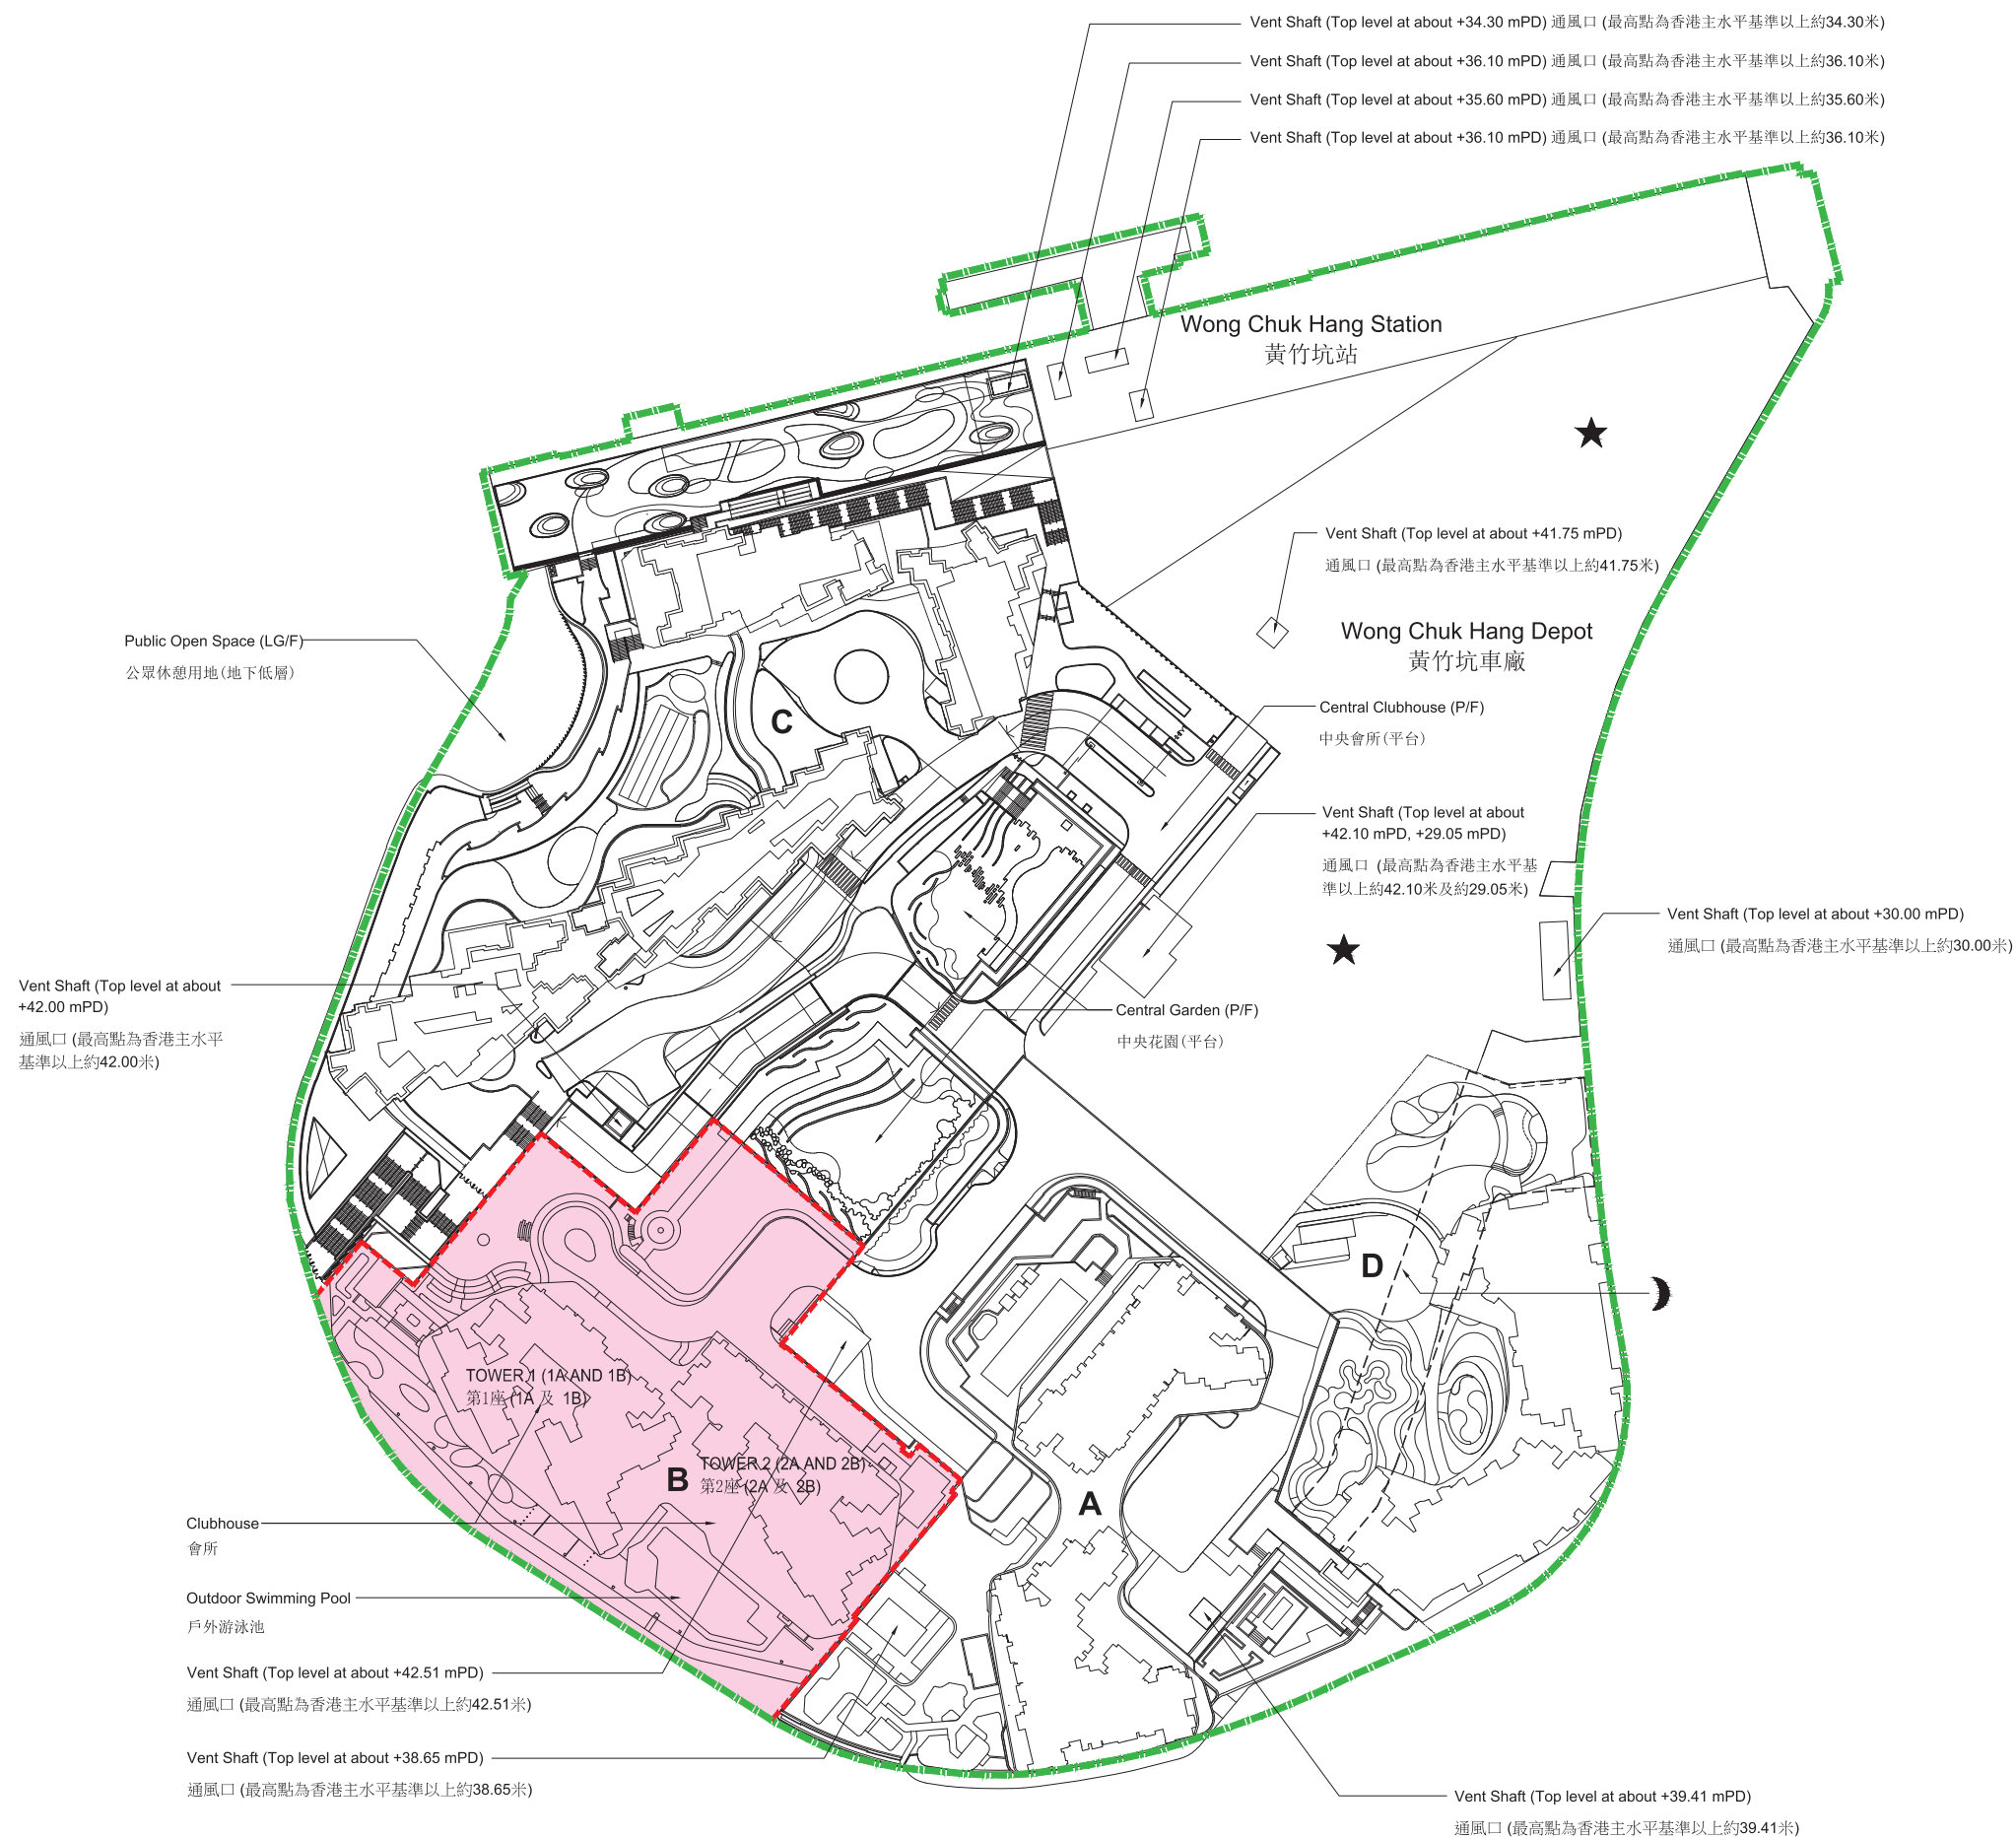 Vent Shaft (Top level at about +34.30 mPD) 通風口 (最高點為香港主水平基準以上約34.30米)
Vent Shaft (Top level at about +36.10 mPD) 通風口 (最高點為香港主水平基準以上約36.10米)
Vent Shaft (Top level at about +35.60 mPD) 通風口 (最高點為香港主水平基準以上約35.60米)
Vent Shaft (Top level at about +36.10 mPD) 通風口 (最高點為香港主水平基準以上約36.10米)
Wong Chuk Hang Station
黃竹坑站
Vent Shaft (Top level at about +41.75 mPD)
通風口 (最高點為香港主水平基準以上約41.75米)
Wong Chuk Hang Depot
黃竹坑車廠
Public Open Space (LG/F)
公眾休憩用地(地下低層)
C
Central Clubhouse (P/F)
中央會所(平台)
Vent Shaft (Top level at about
+42.10 mPD, +29.05 mPD)
通風口 (最高點為香港主水平基
準以上約42.10米及約29.05米)
Vent Shaft (Top level at about +30.00 mPD)
通風口 (最高點為香港主水平基準以上約30.00米)
Vent Shaft (Top level at about
+42.00 mPD)
通風口 (最高點為香港主水平
基準以上約42.00米)
Central Garden (P/F)
中央花園(平台)
D
TOWER 1 (1A AND 1B)
第1座 (1A 及 1B)
TOWER 2 (2A AND 2B)
第2座 (2A 及 2B)
B
A
Clubhouse
會所
Outdoor Swimming Pool
戶外游泳池
Vent Shaft (Top level at about +42.51 mPD)
通風口 (最高點為香港主水平基準以上約42.51米)
Vent Shaft (Top level at about +38.65 mPD)
通風口 (最高點為香港主水平基準以上約38.65米)
Vent Shaft (Top level at about +39.41 mPD)
通風口 (最高點為香港主水平基準以上約39.41米)